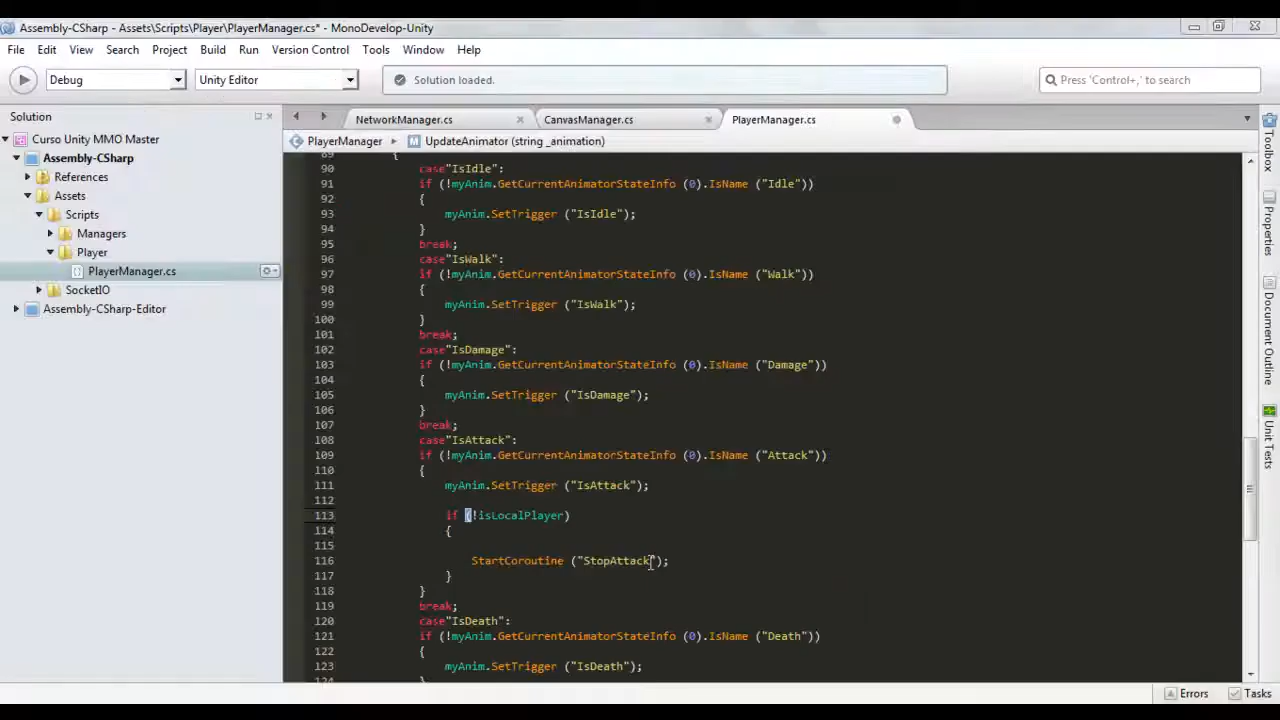 Assembly-CSharp - Assets\Scripts\Player\PlayerManager.cs* - MonoDevelop-Unity
File Edit View Search Project Build Run Version Control Tools Window Help
Debug Unity Editor Solution loaded. Press 'Control+,' to search
Solution
NetworkManager.cs CanvasManager.cs PlayerManager.cs
PlayerManager UpdateAnimator (string _animation)
Curso Unity MMO Master
Assembly-CSharp
References
Assets
Scripts
Managers
Player
PlayerManager.cs
SocketIO
Assembly-CSharp-Editor
89 {
90 case"IsIdle":
91 if (!myAnim.GetCurrentAnimatorStateInfo (0).IsName ("Idle"))
92 {
93 myAnim.SetTrigger ("IsIdle");
94 }
95 break;
96 case"IsWalk":
97 if (!myAnim.GetCurrentAnimatorStateInfo (0).IsName ("Walk"))
98 {
99 myAnim.SetTrigger ("IsWalk");
100 }
101 break;
102 case"IsDamage":
103 if (!myAnim.GetCurrentAnimatorStateInfo (0).IsName ("Damage"))
104 {
105 myAnim.SetTrigger ("IsDamage");
106 }
107 break;
108 case"IsAttack":
109 if (!myAnim.GetCurrentAnimatorStateInfo (0).IsName ("Attack"))
110 {
111 myAnim.SetTrigger ("IsAttack");
112
113 if (!isLocalPlayer)
114 {
115
116 StartCoroutine ("StopAttack");
117 }
118 }
119 break;
120 case"IsDeath":
121 if (!myAnim.GetCurrentAnimatorStateInfo (0).IsName ("Death"))
122 {
123 myAnim.SetTrigger ("IsDeath");
124 }
Toolbox
Properties
Document Outline
Unit Tests
Errors Tasks